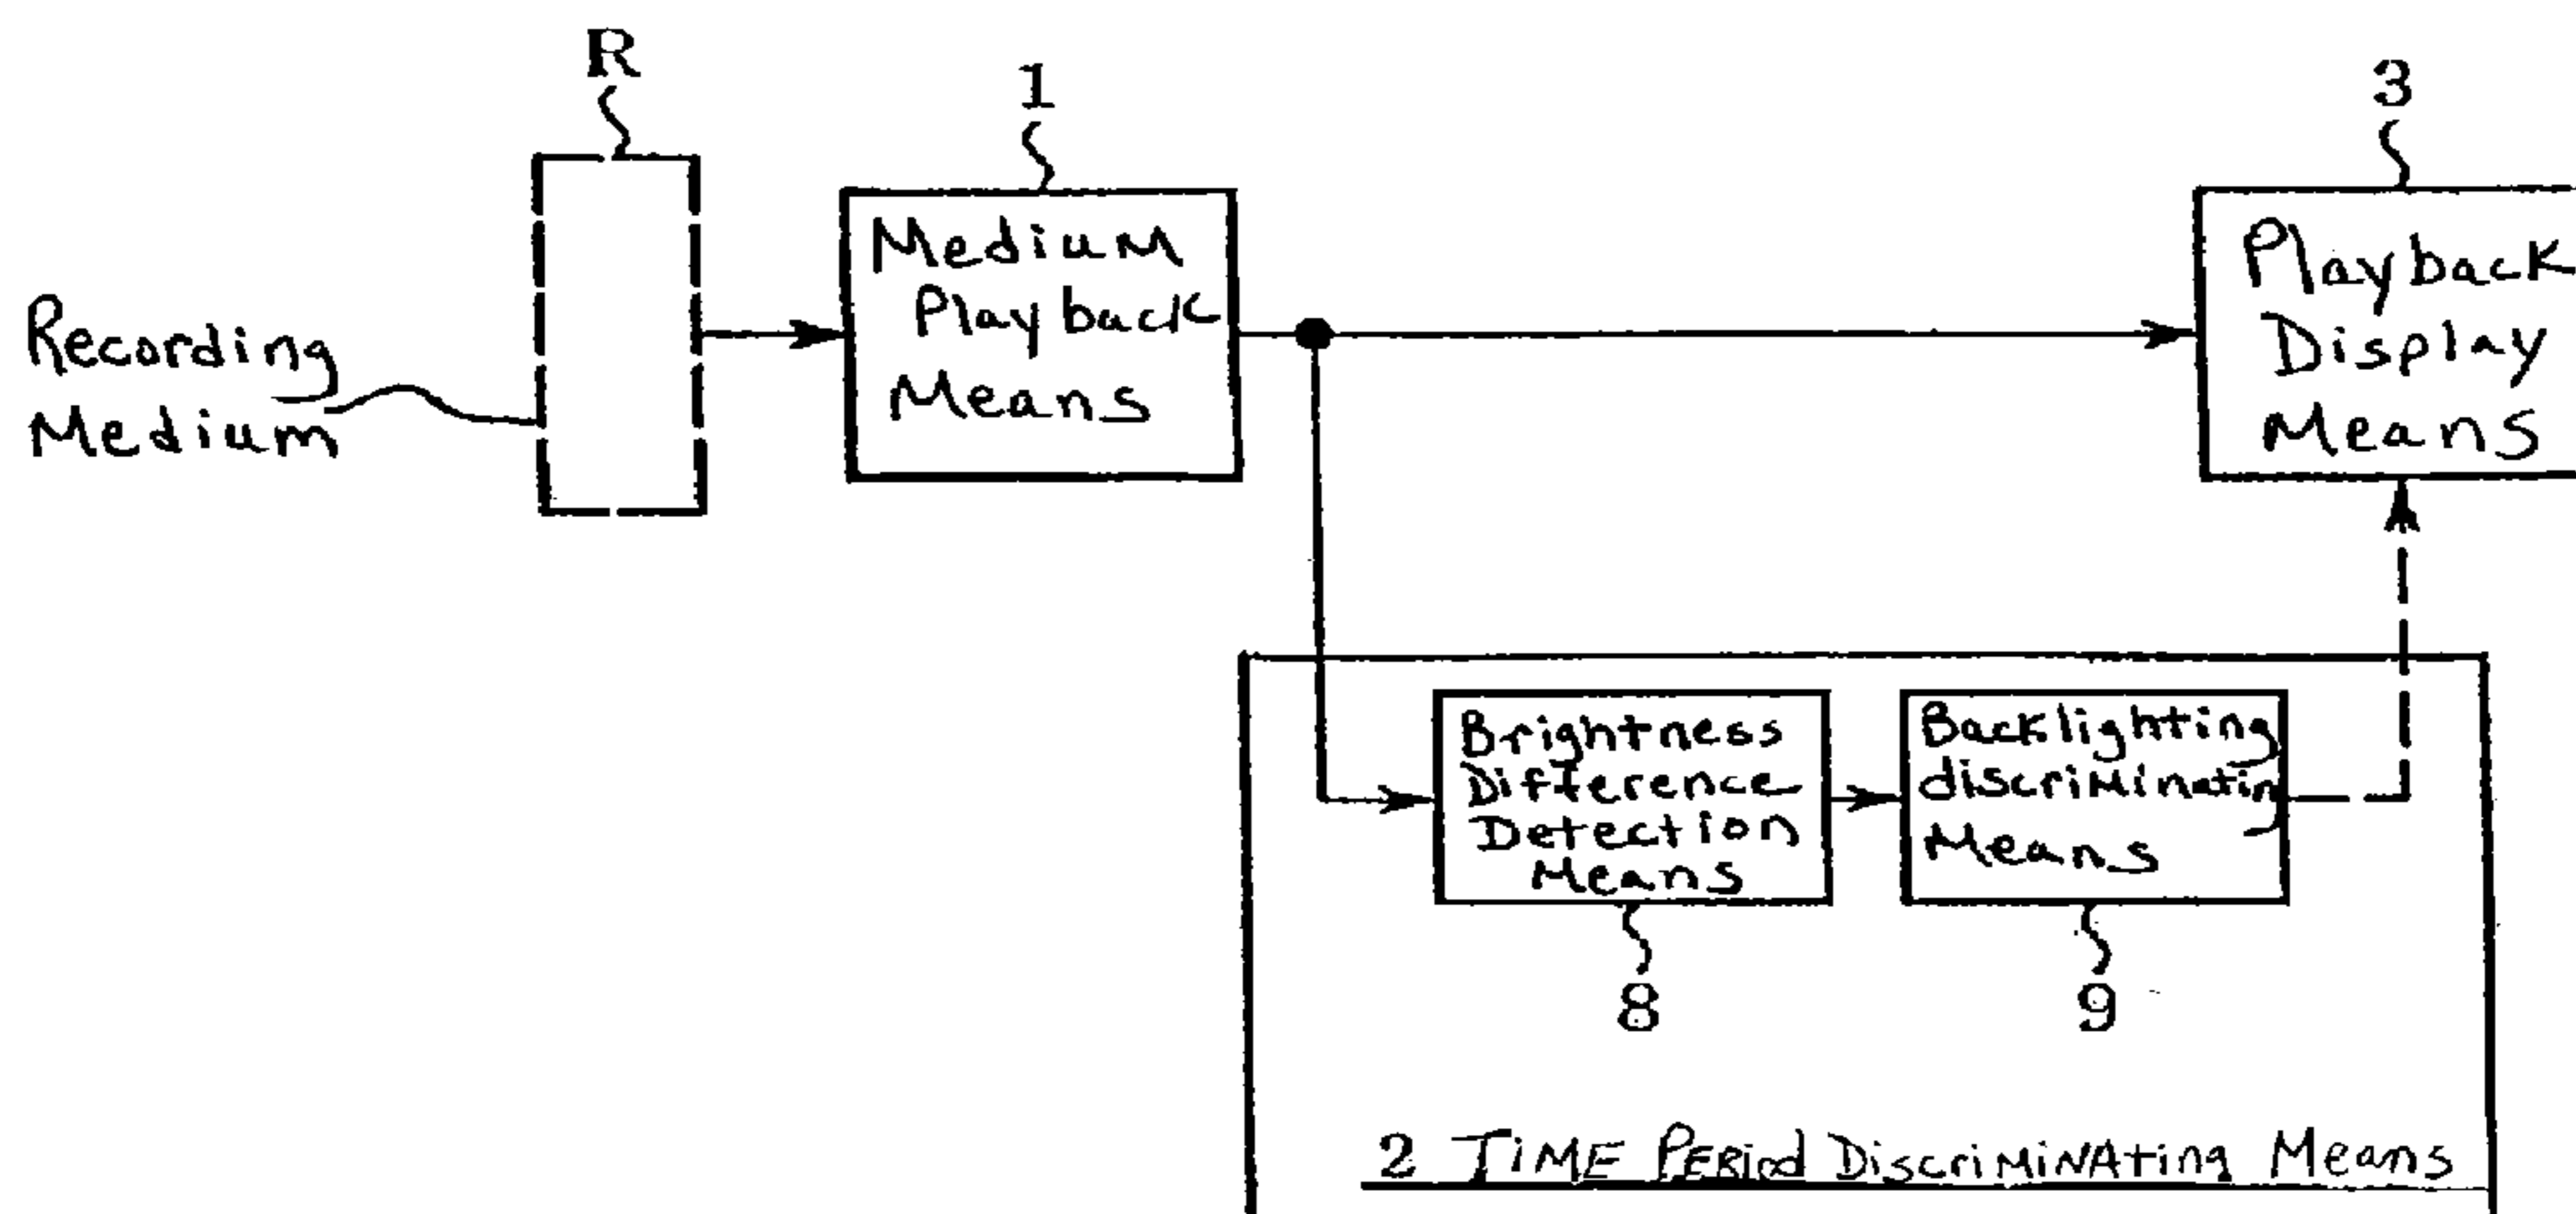 R
1
3
Recording
Medium
Medium
Playback
Means
Playback
Display
Means
Brightness
Difference
Detection
Means
Backlighting
discriminating
Means
8
9
2 TIME PERiod DiscriMiNAting Means